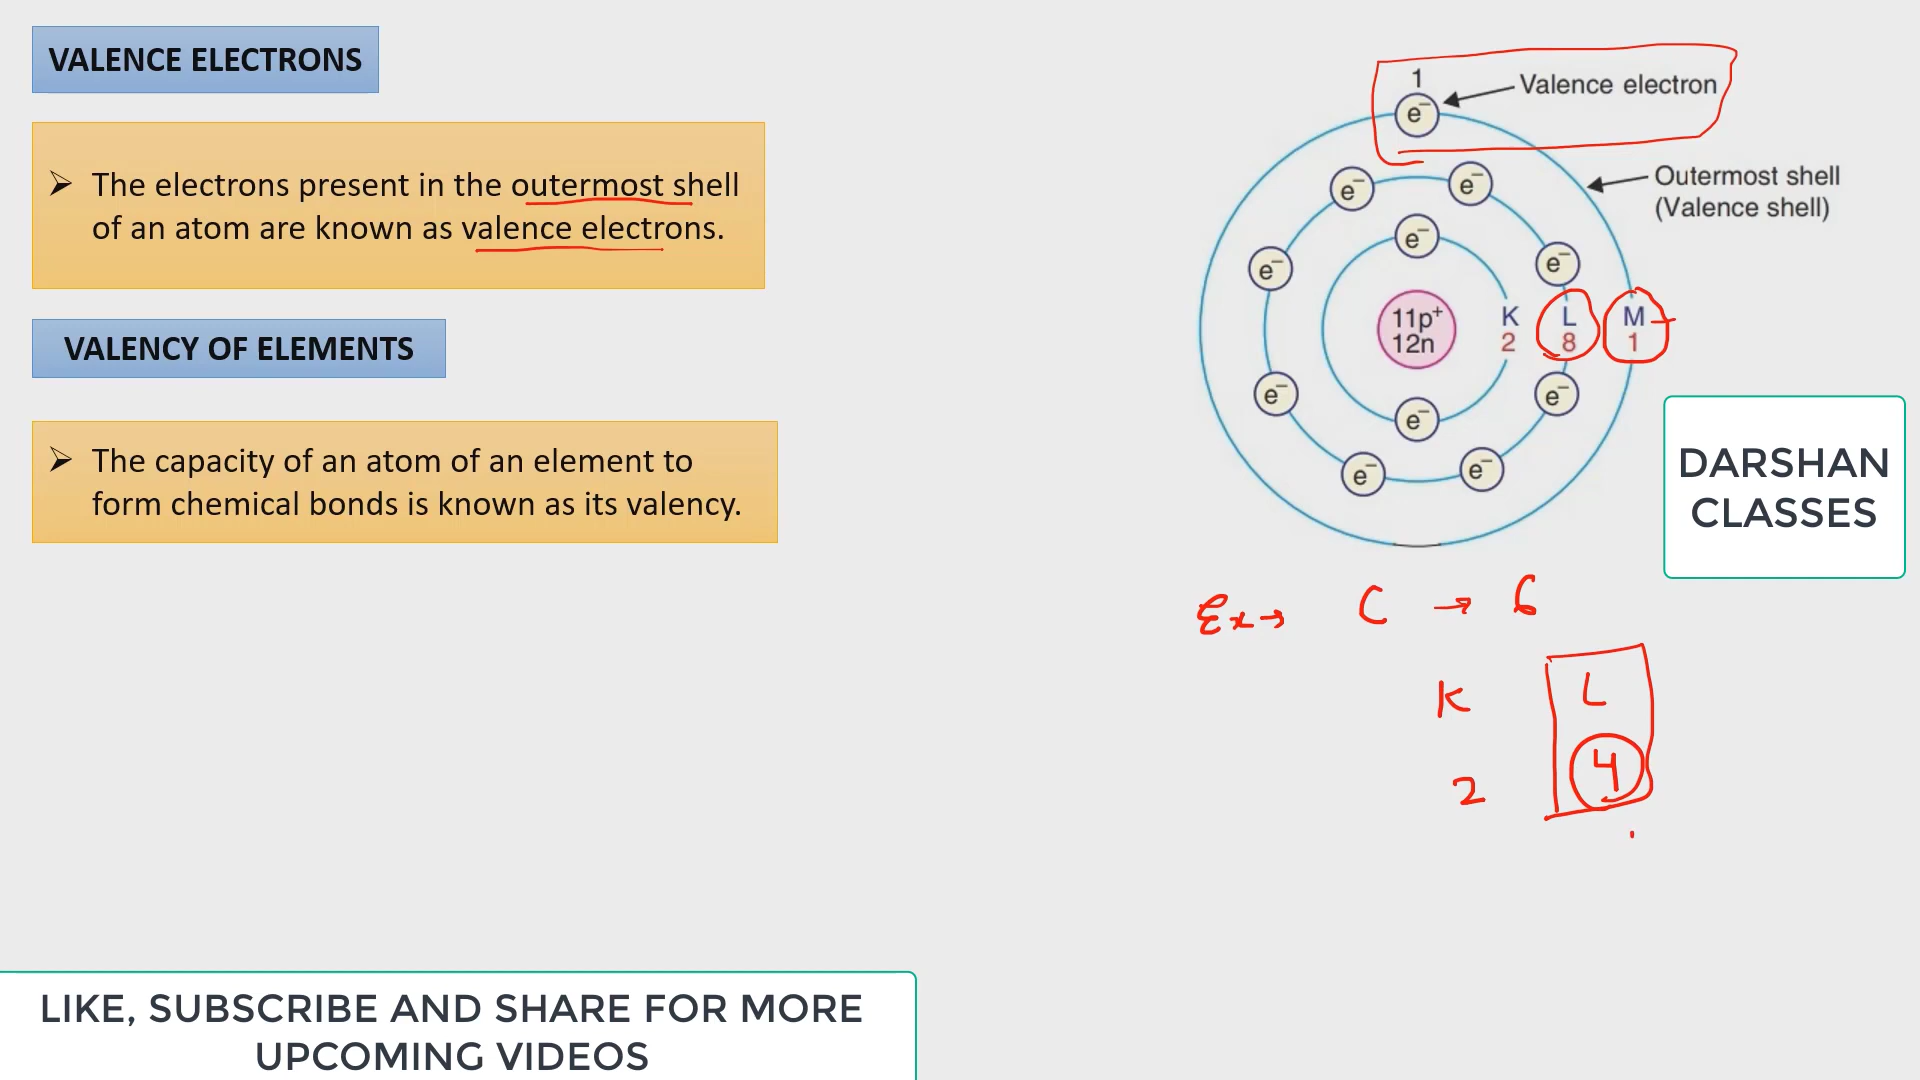 VALENCE ELECTRONS
➢ The electrons present in the outermost shell
of an atom are known as valence electrons.
VALENCY OF ELEMENTS
➢ The capacity of an atom of an element to
form chemical bonds is known as its valency.
1
e⁻
Valence electron
Outermost shell
(Valence shell)
e⁻
e⁻
e⁻
e⁻
e⁻
11p⁺
12n
K
2
L
8
M
1
e⁻
e⁻
e⁻
e⁻
e⁻
DARSHAN
CLASSES
Ex → C → 6
K L
2 4
LIKE, SUBSCRIBE AND SHARE FOR MORE
UPCOMING VIDEOS